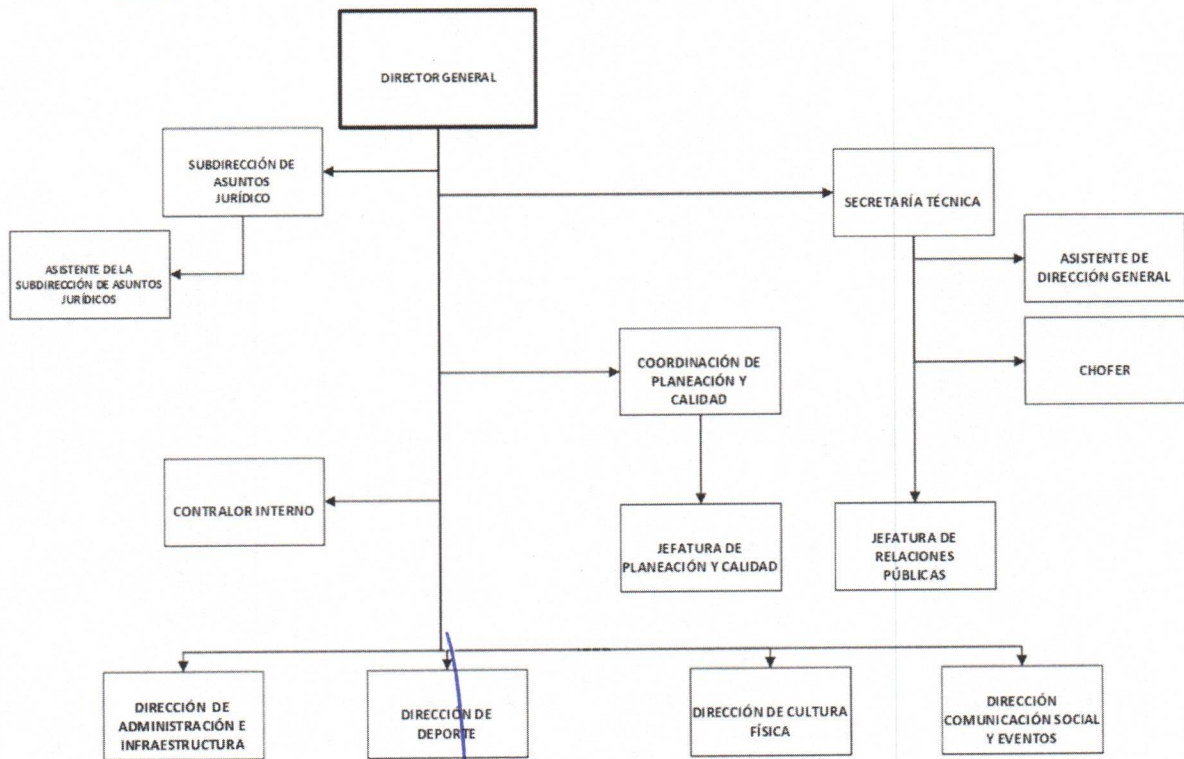 DIRECTOR GENERAL
SUBDIRECCIÓN DE
ASUNTOS
JURÍDICO
SECRETARÍA TÉCNICA
ASISTENTE DE LA
SUBDIRECCIÓN DE ASUNTOS
JURÍDICOS
ASISTENTE DE
DIRECCIÓN GENERAL
COORDINACIÓN DE
PLANEACIÓN Y
CALIDAD
CHOFER
CONTRALOR INTERNO
JEFATURA DE
PLANEACIÓN Y CALIDAD
JEFATURA DE
RELACIONES
PÚBLICAS
DIRECCIÓN DE
ADMINISTRACIÓN E
INFRAESTRUCTURA
DIRECCIÓN DE
DEPORTE
DIRECCIÓN DE CULTURA
FÍSICA
DIRECCIÓN
COMUNICACIÓN SOCIAL
Y EVENTOS